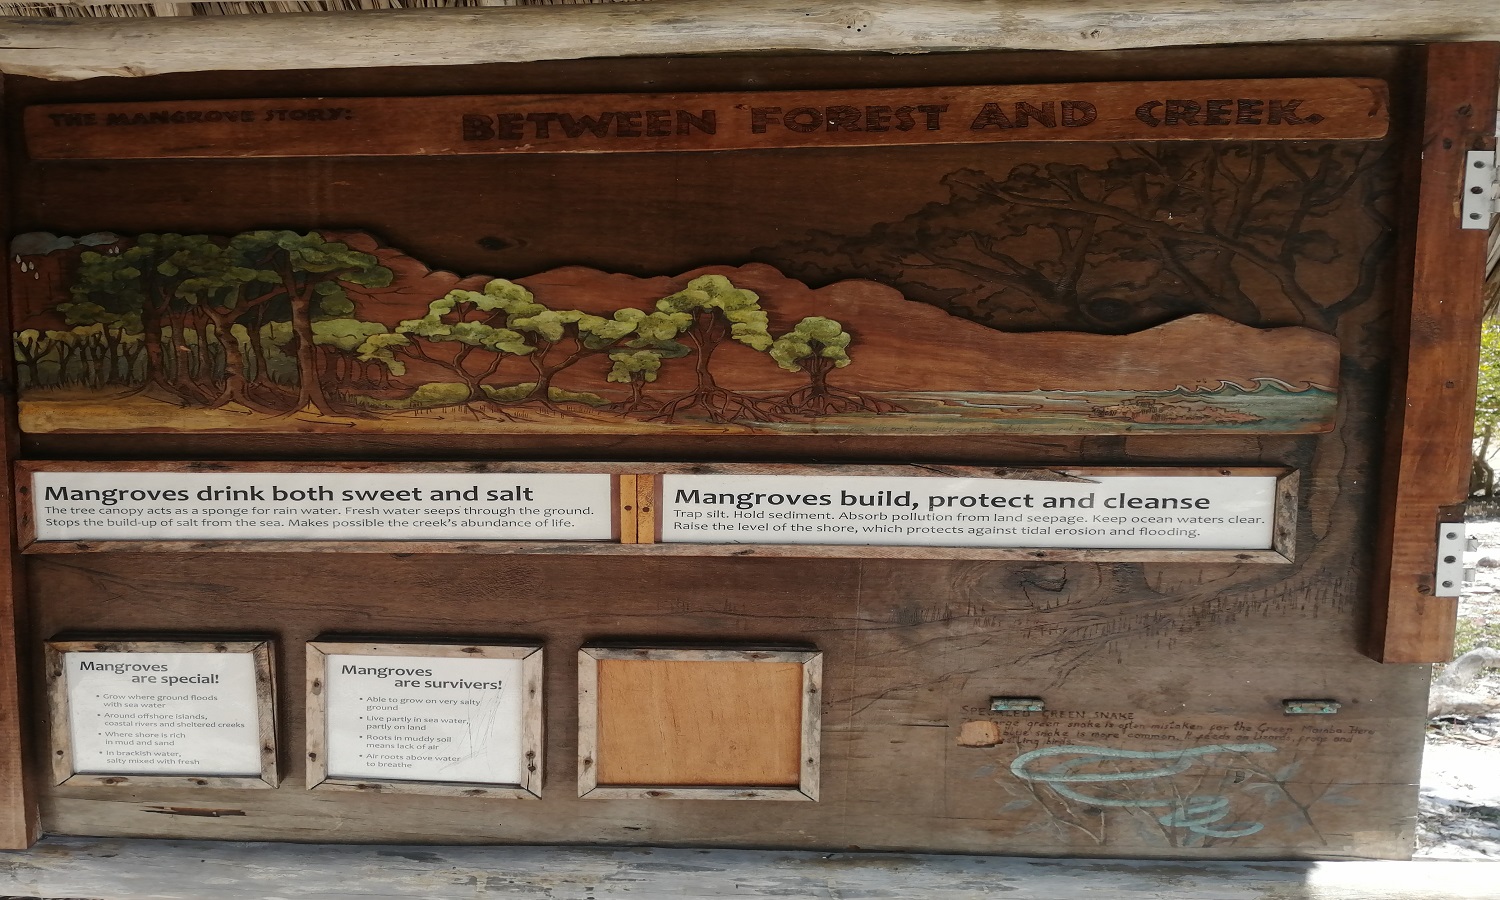 THE MANGROVE STORY:
BETWEEN FOREST AND CREEK.
Mangroves drink both sweet and salt
The tree canopy acts as a sponge for rain water. Fresh water seeps through the ground.
Stops the build-up of salt from the sea. Makes possible the creek's abundance of life.
Mangroves build, protect and cleanse
Trap silt. Hold sediment. Absorb pollution from land seepage. Keep ocean waters clear.
Raise the level of the shore, which protects against tidal erosion and flooding.
Mangroves
are special!
• Grow where ground floods
with sea water
• Around offshore islands,
coastal rivers and sheltered creekes
• Where shore is rich
in mud and sand
• In brackish water,
salty mixed with fresh
Mangroves
are survivers!
• Able to grow on very salty
ground
• Live partly in sea water,
partly on land
• Roots in muddy soil
means lack of air
• Air roots above water
to breathe
GREEN SNAKE
green snake is often mistaken for the Green Mamba. Here
snake is more common. It feeds on lizards, frogs and
birds.